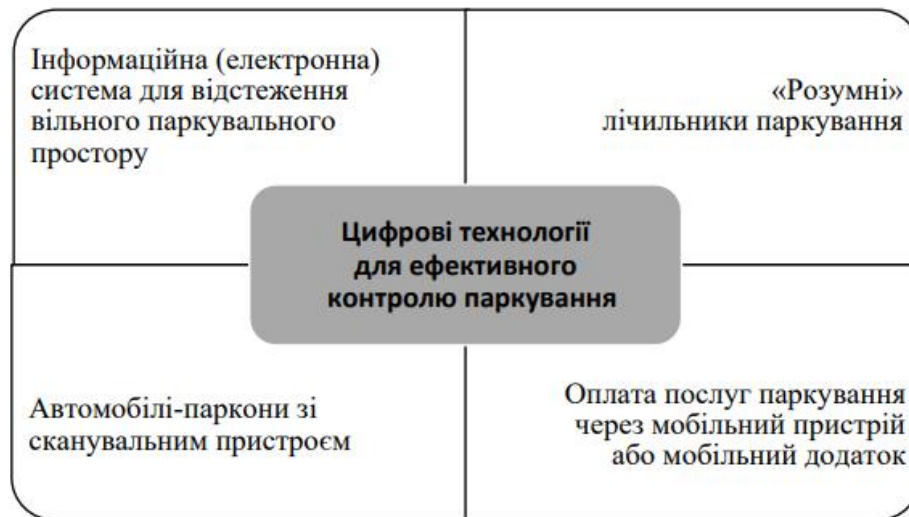 Інформаційна (електронна)
система для відстеження
вільного паркувального
простору
«Розумні»
лічильники паркування
Цифрові технології
для ефективного
контролю паркування
Автомобілі-паркони зі
сканувальним пристроєм
Оплата послуг паркування
через мобільний пристрій
або мобільний додаток